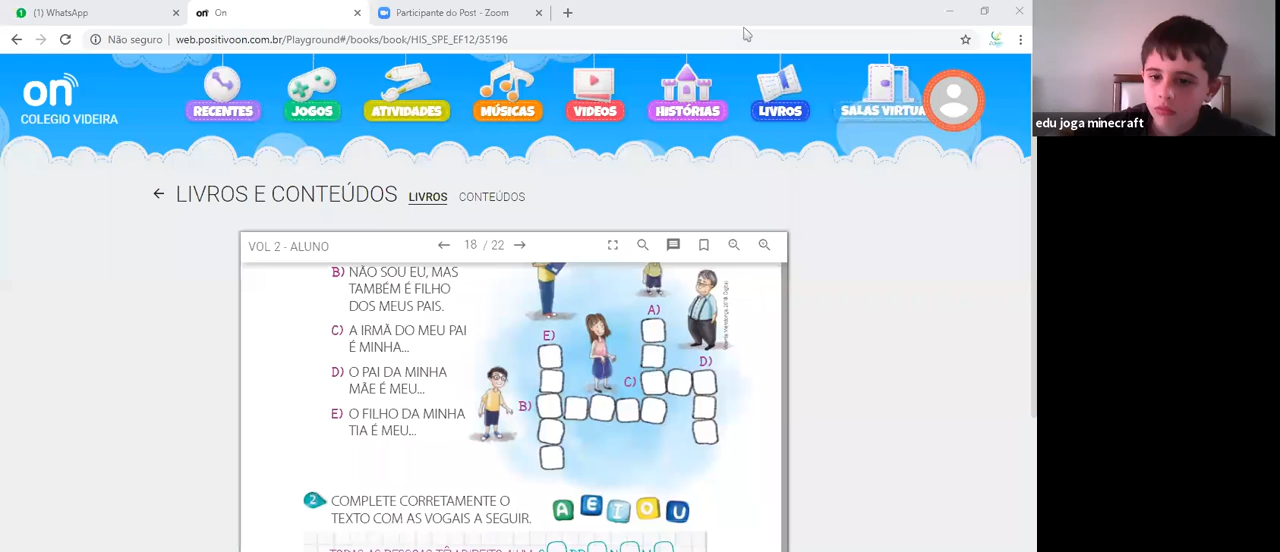 (1) WhatsApp
On
Participante do Post - Zoom
Não seguro
web.positivoon.com.br/Playground#/books/book/HIS_SPE_EF12/35196
on
COLEGIO VIDEIRA
RECENTES
JOGOS
ATIVIDADES
MÚSICAS
VIDEOS
HISTÓRIAS
LIVROS
SALAS VIRTUA
edu joga minecraft
LIVROS E CONTEÚDOS
LIVROS
CONTEÚDOS
VOL 2 - ALUNO
18 / 22
B) NÃO SOU EU, MAS
TAMBÉM É FILHO
DOS MEUS PAIS.
C) A IRMÃ DO MEU PAI
É MINHA...
D) O PAI DA MINHA
MÃE É MEU...
E) O FILHO DA MINHA
TIA É MEU...
A)
E)
D)
C)
B)
2 COMPLETE CORRETAMENTE O
TEXTO COM AS VOGAIS A SEGUIR.
A E I O U